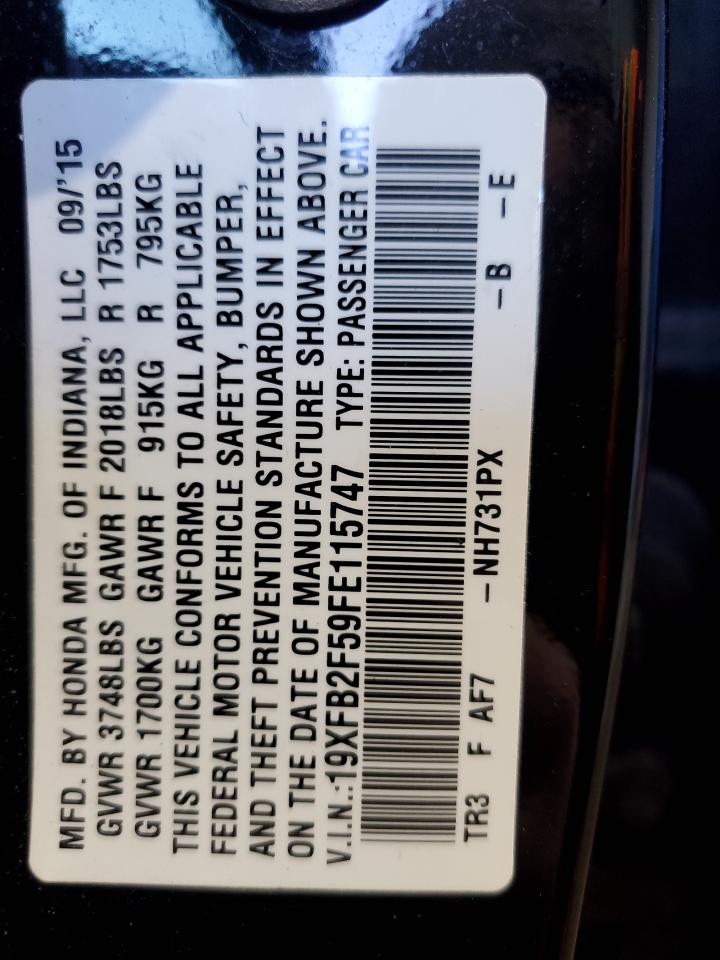 MFD. BY HONDA MFG. OF INDIANA, LLC 09/'15
GVWR 3748LBS GAWR F 2018LBS R 1753LBS
GVWR 1700KG GAWR F 915KG R 795KG
THIS VEHICLE CONFORMS TO ALL APPLICABLE
FEDERAL MOTOR VEHICLE SAFETY, BUMPER,
AND THEFT PREVENTION STANDARDS IN EFFECT
ON THE DATE OF MANUFACTURE SHOWN ABOVE.
V.I.N.:19XFB2F59FE115747 TYPE: PASSENGER CAR
TR3 F AF7 –NH731PX –B –E